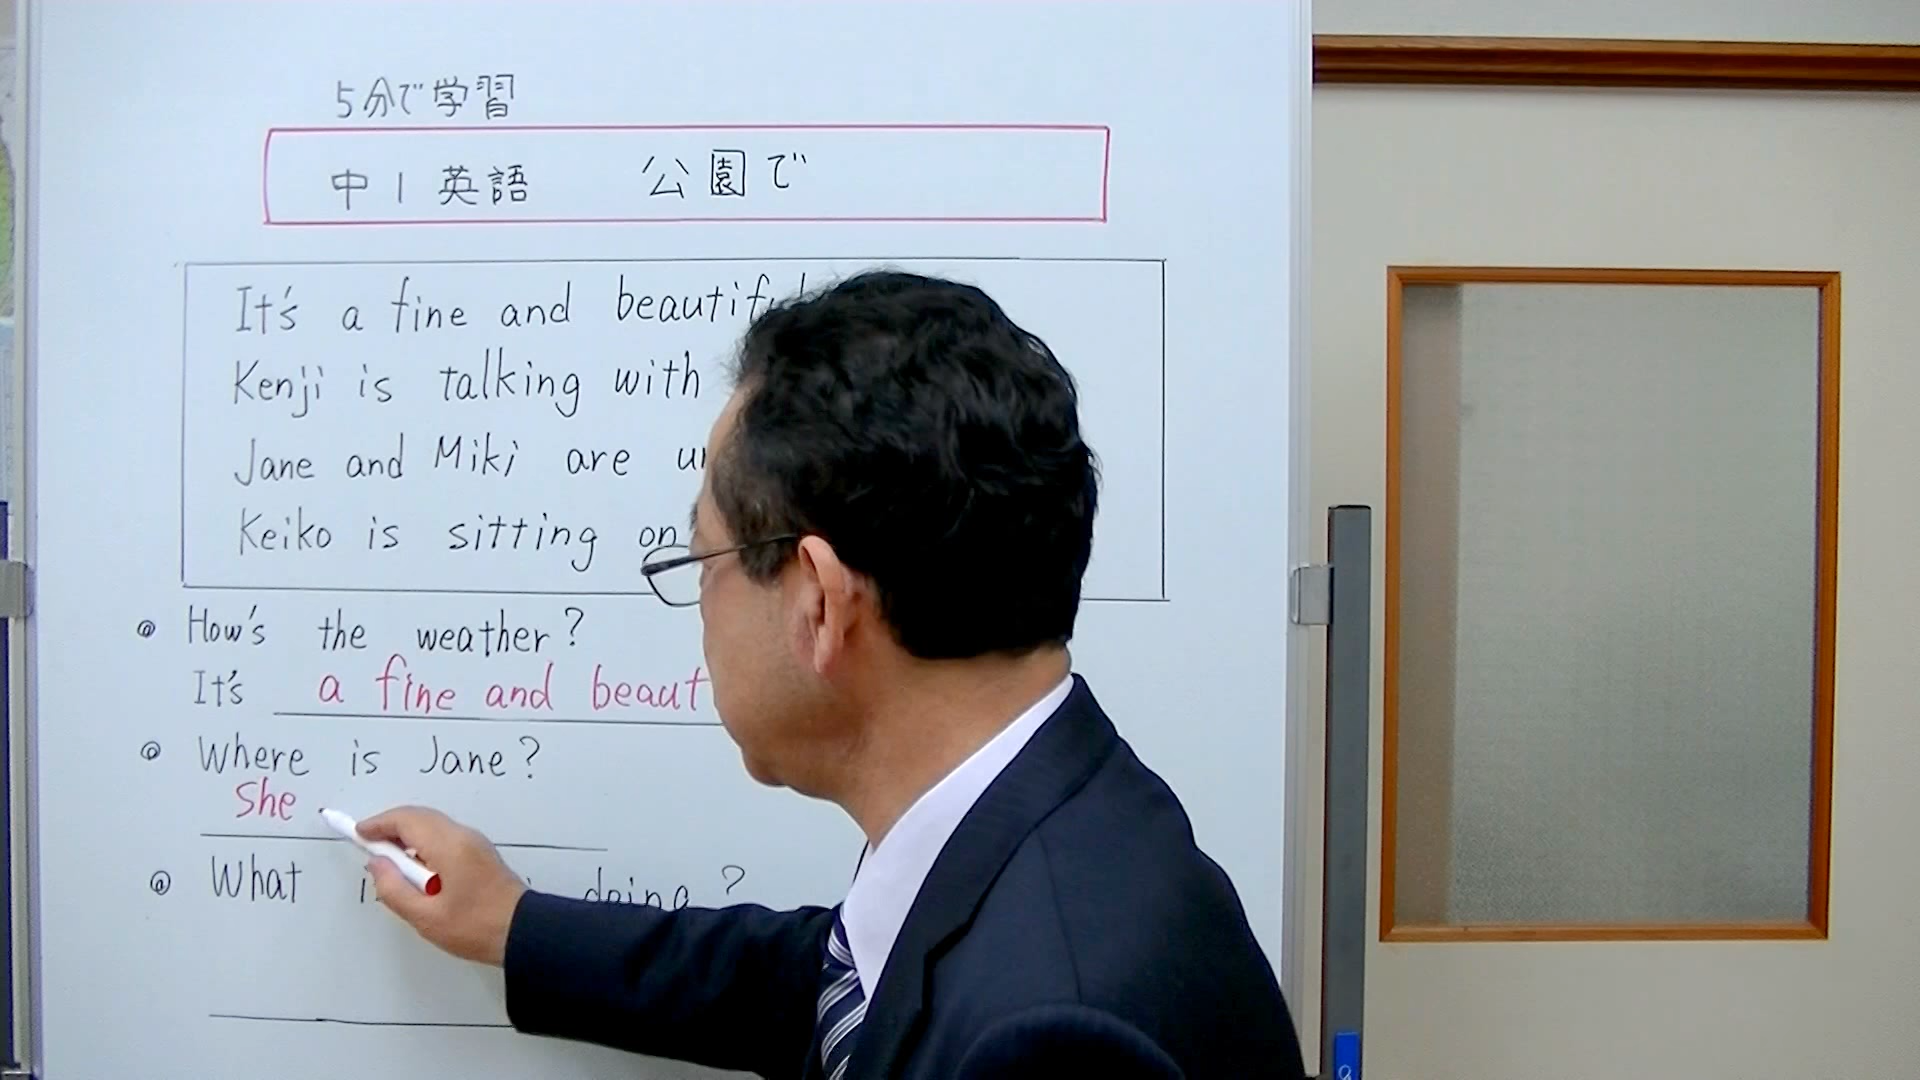 5分で学習
中1英語 公園で
It's a fine and beautiful
Kenji is talking with
Jane and Miki are
Keiko is sitting on
How's the weather?
It's a fine and beaut
Where is Jane?
She
What doing?